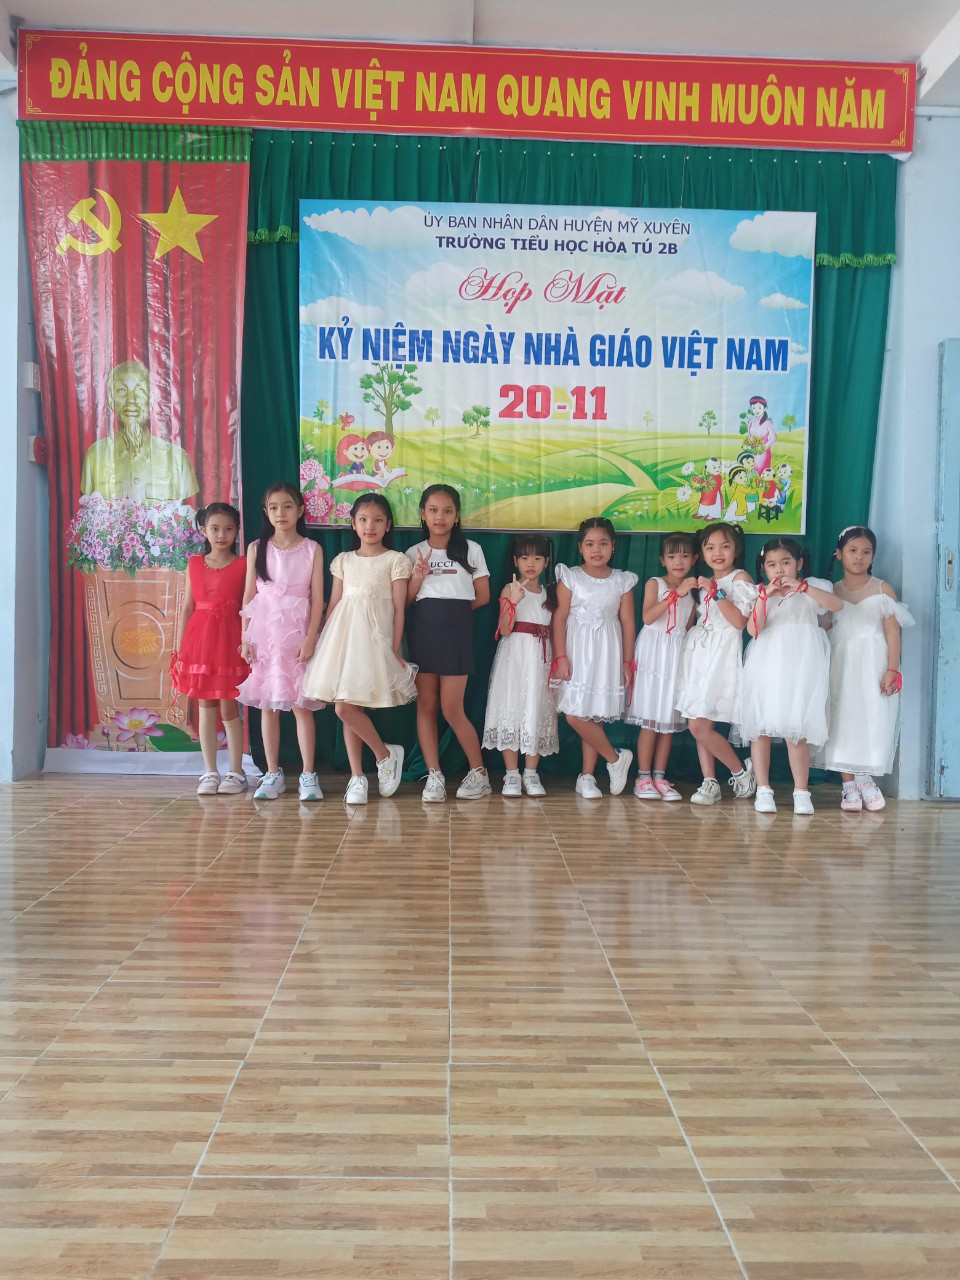 ĐẢNG CỘNG SẢN VIỆT NAM QUANG VINH MUÔN NĂM
ỦY BAN NHÂN DÂN HUYỆN MỸ XUYÊN
TRƯỜNG TIỂU HỌC HÒA TÚ 2B
Họp Mặt
KỶ NIỆM NGÀY NHÀ GIÁO VIỆT NAM
20-11
GUCCI